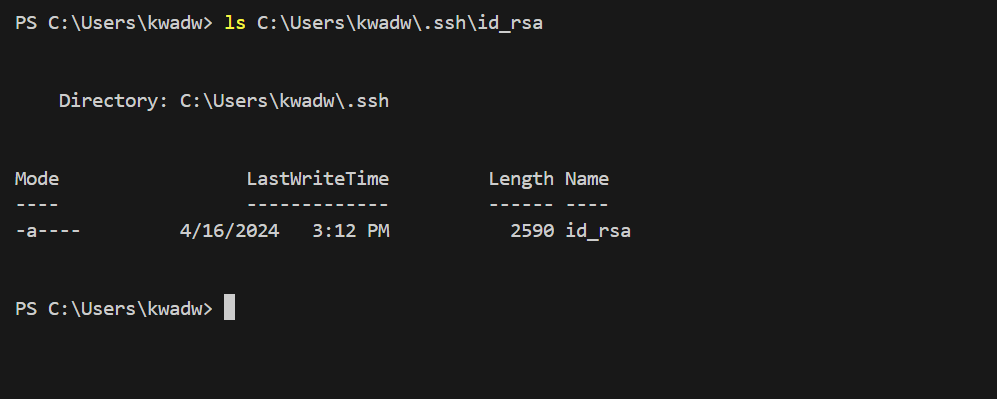 PS C:\Users\kwadw> ls C:\Users\kwadw\.ssh\id_rsa
Directory: C:\Users\kwadw\.ssh
Mode                 LastWriteTime         Length Name
----                 -------------         ------ ----
-a----         4/16/2024   3:12 PM           2590 id_rsa
PS C:\Users\kwadw>